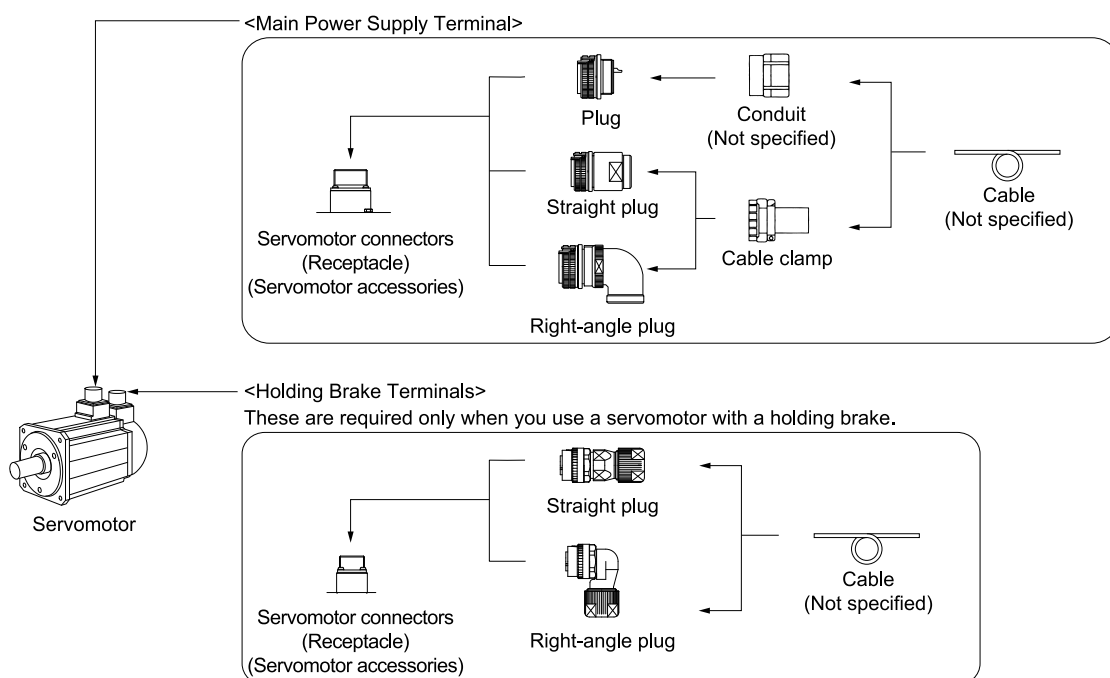 <Main Power Supply Terminal>
Plug
Conduit
(Not specified)
Straight plug
Cable
(Not specified)
Servomotor connectors
(Receptacle)
(Servomotor accessories)
Cable clamp
Right-angle plug
<Holding Brake Terminals>
These are required only when you use a servomotor with a holding brake.
Servomotor
Straight plug
Cable
(Not specified)
Servomotor connectors
(Receptacle)
(Servomotor accessories)
Right-angle plug